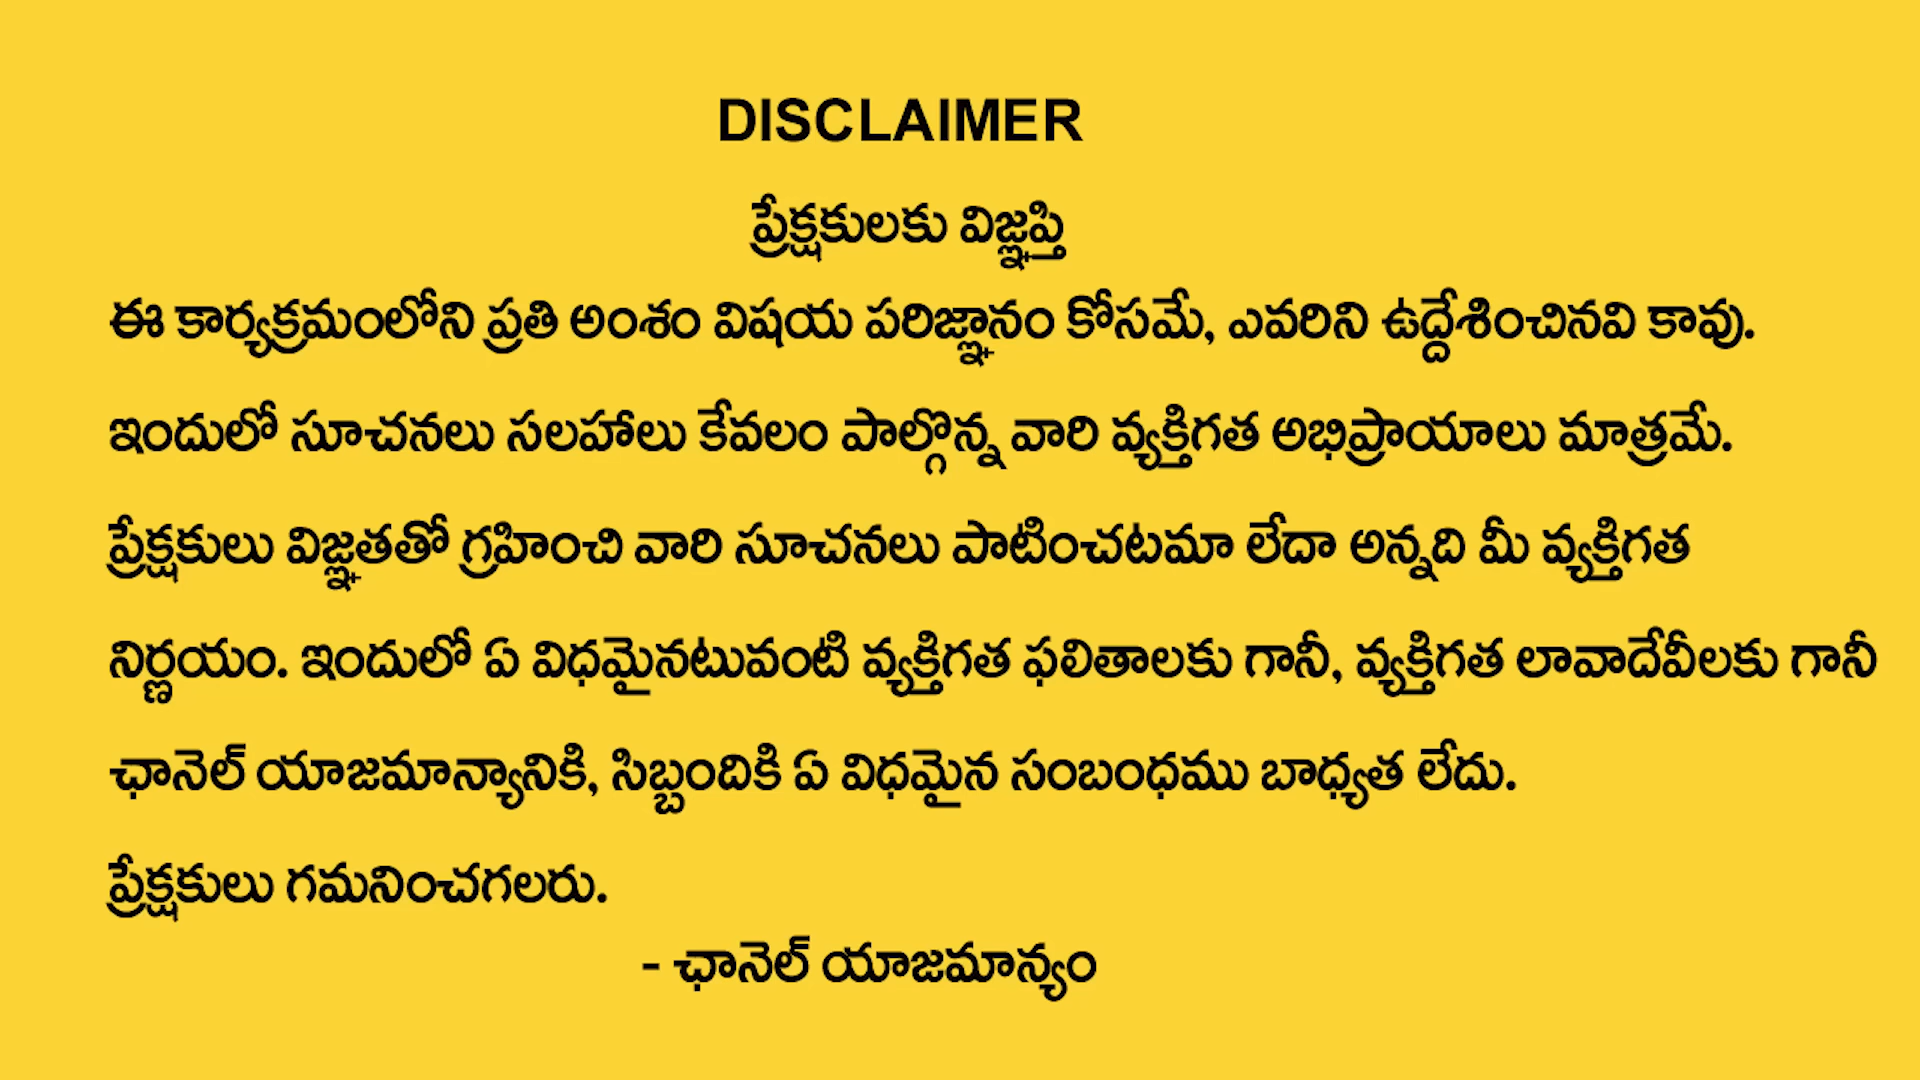 DISCLAIMER
ప్రేక్షకులకు విజ్ఞప్తి
ఈ కార్యక్రమంలోని ప్రతి అంశం విషయ పరిజ్ఞానం కోసమే, ఎవరిని ఉద్దేశించినవి కావు.
ఇందులో సూచనలు సలహాలు కేవలం పాల్గొన్న వారి వ్యక్తిగత అభిప్రాయాలు మాత్రమే.
ప్రేక్షకులు విజ్ఞతతో గ్రహించి వారి సూచనలు పాటించటమా లేదా అన్నది మీ వ్యక్తిగత
నిర్ణయం. ఇందులో ఏ విధమైనటువంటి వ్యక్తిగత ఫలితాలకు గానీ, వ్యక్తిగత లావాదేవీలకు గానీ
ఛానెల్ యాజమాన్యానికి, సిబ్బందికి ఏ విధమైన సంబంధము బాధ్యత లేదు.
ప్రేక్షకులు గమనించగలరు.
- ఛానెల్ యాజమాన్యం